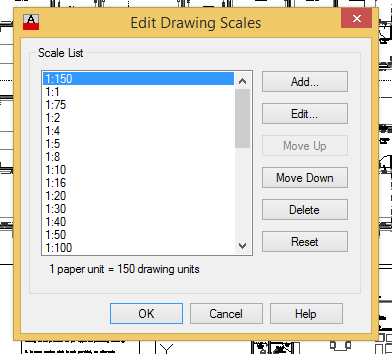 Edit Drawing Scales
Scale List
1:150
1:1
1:75
1:2
1:4
1:5
1:8
1:10
1:16
1:20
1:30
1:40
1:50
1:100
Add...
Edit...
Move Up
Move Down
Delete
Reset
1 paper unit = 150 drawing units
OK
Cancel
Help